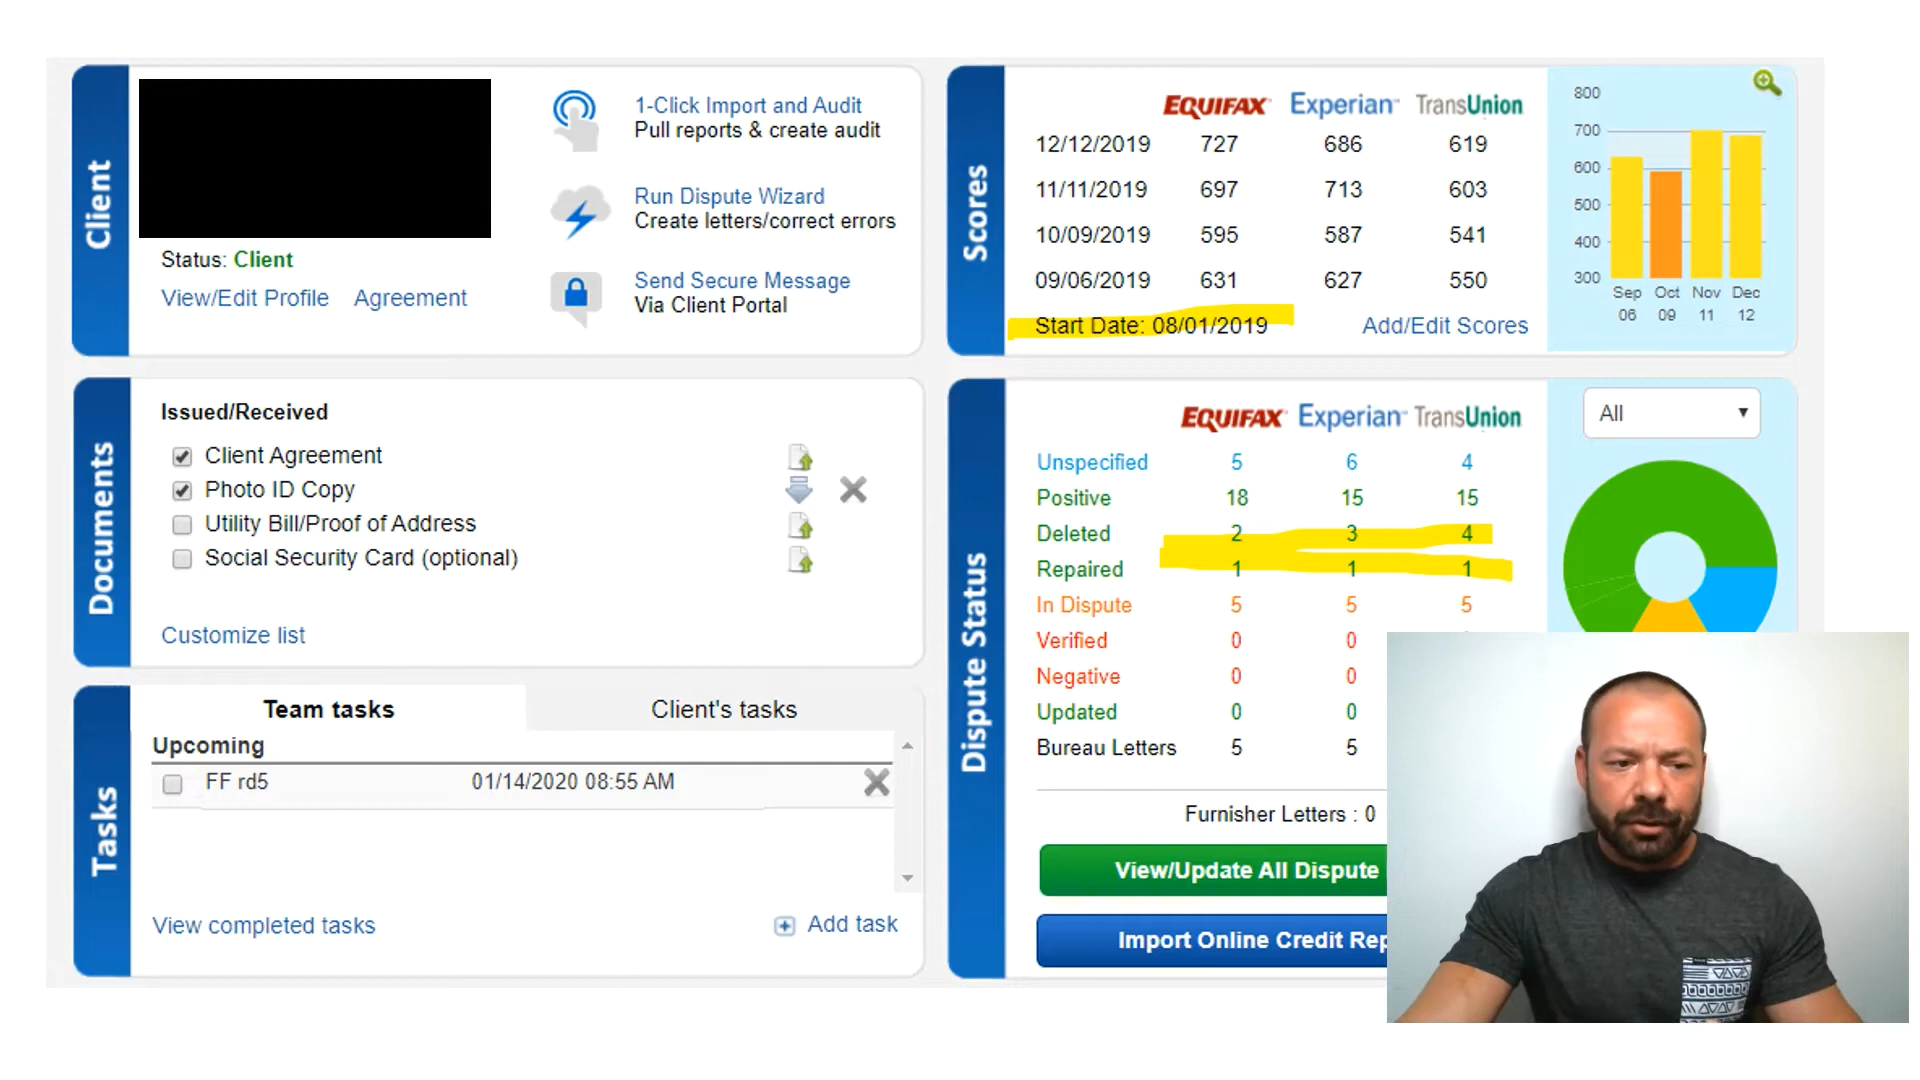 Client
1-Click Import and Audit
Pull reports & create audit
Run Dispute Wizard
Create letters/correct errors
Send Secure Message
Via Client Portal
Status: Client
View/Edit Profile Agreement
Scores
EQUIFAX Experian TransUnion
12/12/2019 727 686 619
11/11/2019 697 713 603
10/09/2019 595 587 541
09/06/2019 631 627 550
Start Date: 08/01/2019 Add/Edit Scores
800
700
600
500
400
300
Sep Oct Nov Dec
06 09 11 12
Documents
Issued/Received
Client Agreement
Photo ID Copy
Utility Bill/Proof of Address
Social Security Card (optional)
Customize list
Dispute Status
EQUIFAX Experian TransUnion
All
Unspecified 5 6 4
Positive 18 15 15
Deleted 2 3 4
Repaired 1 1 1
In Dispute 5 5 5
Verified 0 0
Negative 0 0
Updated 0 0
Bureau Letters 5 5
Furnisher Letters : 0
View/Update All Dispute
Import Online Credit Rep
Tasks
Team tasks Client's tasks
Upcoming
FF rd5 01/14/2020 08:55 AM
View completed tasks Add task